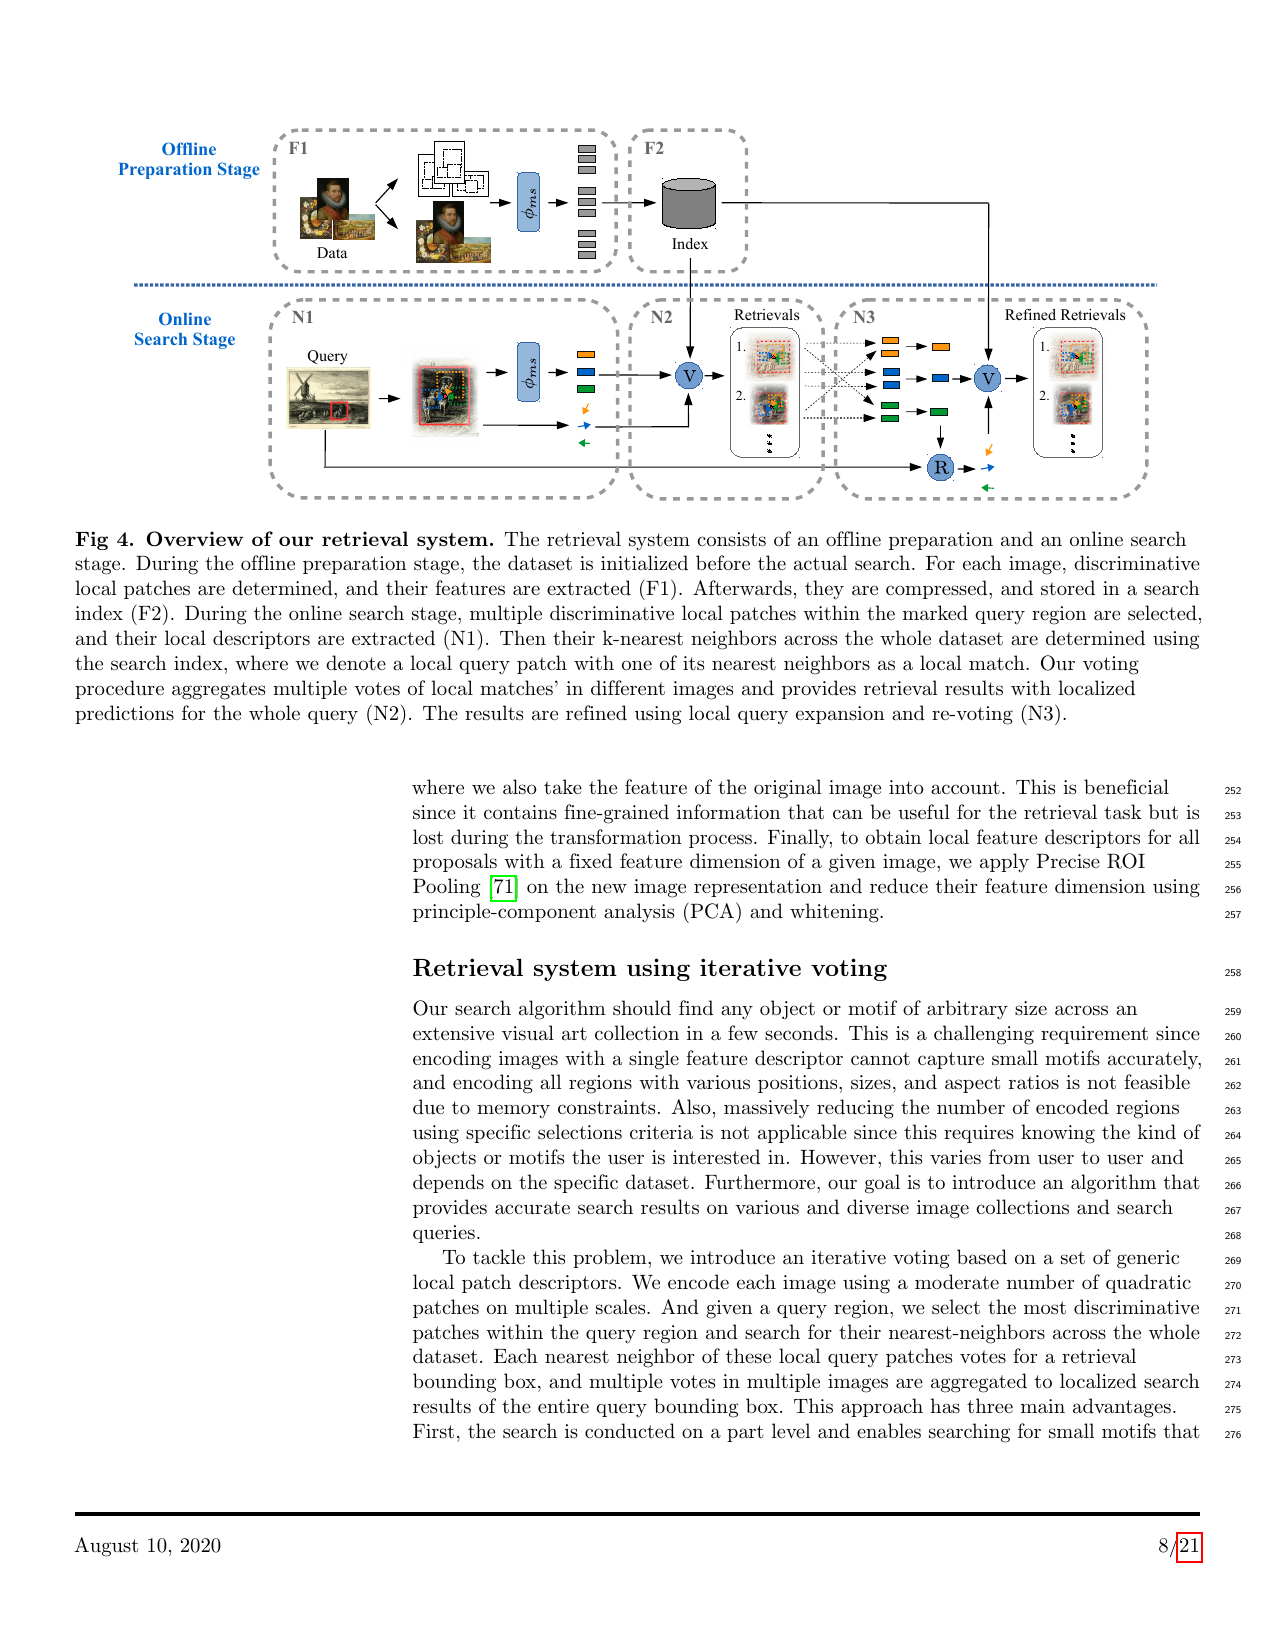 Offline
Preparation Stage
F1
Data
ϕms
F2
Index
Online
Search Stage
N1
Query
ϕms
N2
V
Retrievals
1.
2.
N3
R
V
Refined Retrievals
1.
2.
Fig 4. Overview of our retrieval system. The retrieval system consists of an offline preparation and an online search
stage. During the offline preparation stage, the dataset is initialized before the actual search. For each image, discriminative
local patches are determined, and their features are extracted (F1). Afterwards, they are compressed, and stored in a search
index (F2). During the online search stage, multiple discriminative local patches within the marked query region are selected,
and their local descriptors are extracted (N1). Then their k-nearest neighbors across the whole dataset are determined using
the search index, where we denote a local query patch with one of its nearest neighbors as a local match. Our voting
procedure aggregates multiple votes of local matches’ in different images and provides retrieval results with localized
predictions for the whole query (N2). The results are refined using local query expansion and re-voting (N3).
where we also take the feature of the original image into account. This is beneficial 252
since it contains fine-grained information that can be useful for the retrieval task but is 253
lost during the transformation process. Finally, to obtain local feature descriptors for all 254
proposals with a fixed feature dimension of a given image, we apply Precise ROI 255
Pooling [71] on the new image representation and reduce their feature dimension using 256
principle-component analysis (PCA) and whitening. 257
Retrieval system using iterative voting 258
Our search algorithm should find any object or motif of arbitrary size across an 259
extensive visual art collection in a few seconds. This is a challenging requirement since 260
encoding images with a single feature descriptor cannot capture small motifs accurately, 261
and encoding all regions with various positions, sizes, and aspect ratios is not feasible 262
due to memory constraints. Also, massively reducing the number of encoded regions 263
using specific selections criteria is not applicable since this requires knowing the kind of 264
objects or motifs the user is interested in. However, this varies from user to user and 265
depends on the specific dataset. Furthermore, our goal is to introduce an algorithm that 266
provides accurate search results on various and diverse image collections and search 267
queries. 268
To tackle this problem, we introduce an iterative voting based on a set of generic 269
local patch descriptors. We encode each image using a moderate number of quadratic 270
patches on multiple scales. And given a query region, we select the most discriminative 271
patches within the query region and search for their nearest-neighbors across the whole 272
dataset. Each nearest neighbor of these local query patches votes for a retrieval 273
bounding box, and multiple votes in multiple images are aggregated to localized search 274
results of the entire query bounding box. This approach has three main advantages. 275
First, the search is conducted on a part level and enables searching for small motifs that 276
August 10, 2020 8/21